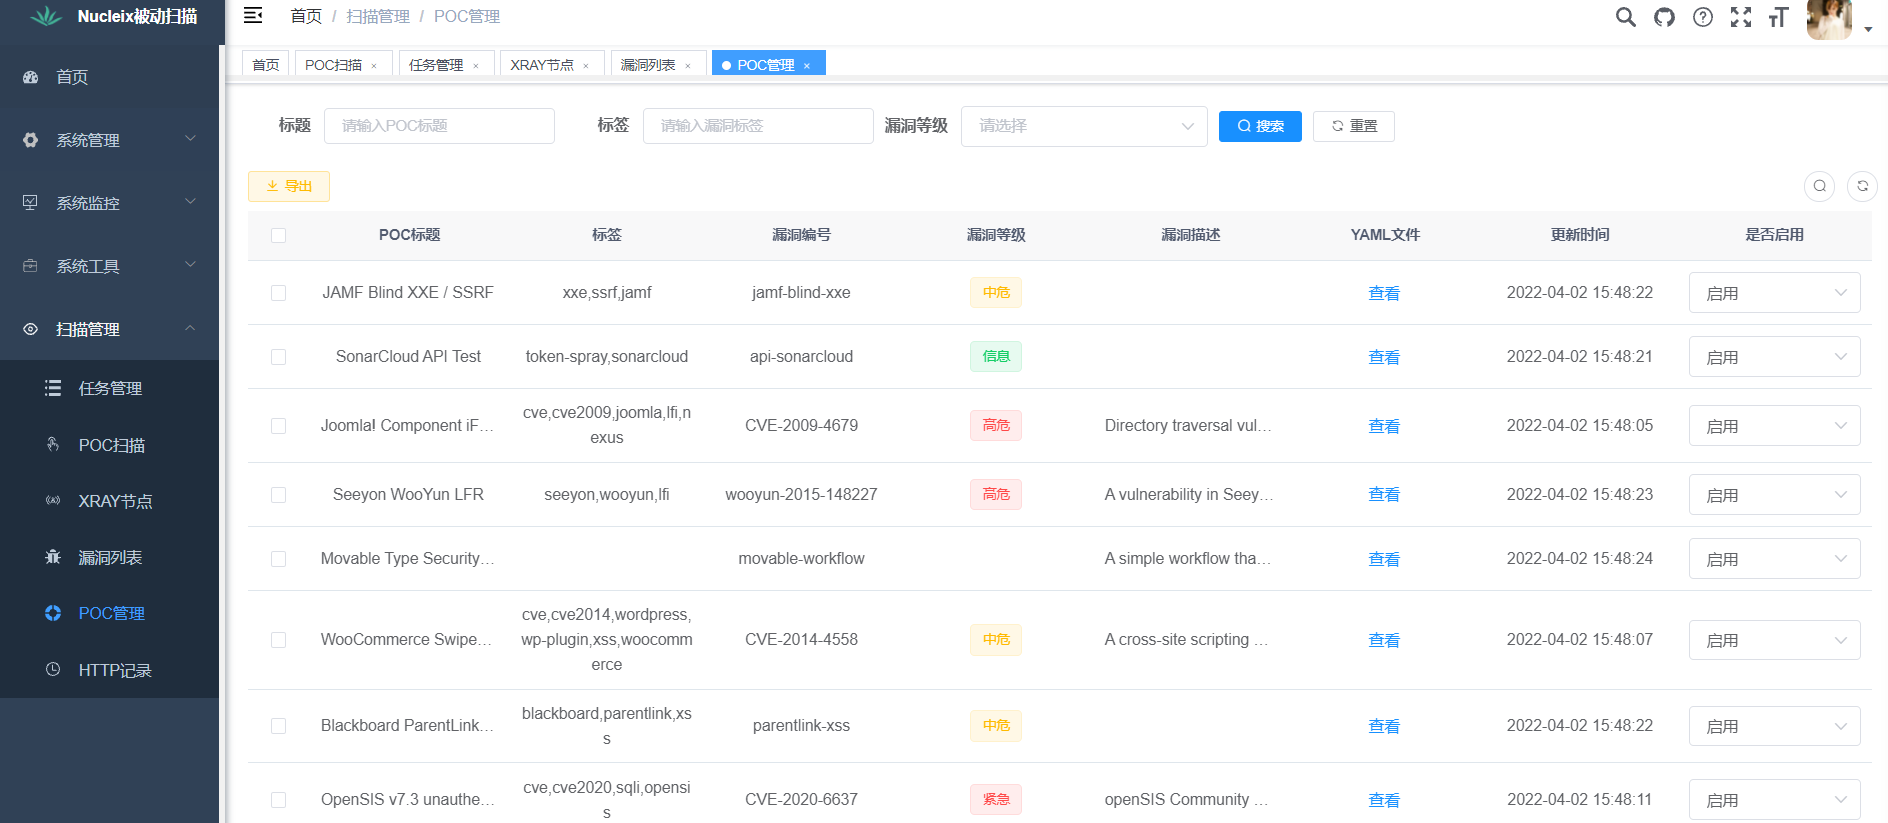 Nucleix被动扫描
首页 / 扫描管理 / POC管理
首页
POC扫描 ×
任务管理 ×
XRAY节点 ×
漏洞列表 ×
POC管理 ×
首页
系统管理
系统监控
系统工具
扫描管理
任务管理
POC扫描
XRAY节点
漏洞列表
POC管理
HTTP记录
标题 请输入POC标题 标签 请输入漏洞标签 漏洞等级 请选择 搜索 重置
导出
POC标题 标签 漏洞编号 漏洞等级 漏洞描述 YAML文件 更新时间 是否启用
JAMF Blind XXE / SSRF xxe,ssrf,jamf jamf-blind-xxe 中危 查看 2022-04-02 15:48:22 启用
SonarCloud API Test token-spray,sonarcloud api-sonarcloud 信息 查看 2022-04-02 15:48:21 启用
Joomla! Component iF... cve,cve2009,joomla,lfi,n
exus CVE-2009-4679 高危 Directory traversal vul... 查看 2022-04-02 15:48:05 启用
Seeyon WooYun LFR seeyon,wooyun,lfi wooyun-2015-148227 高危 A vulnerability in Seey... 查看 2022-04-02 15:48:23 启用
Movable Type Security... movable-workflow A simple workflow tha... 查看 2022-04-02 15:48:24 启用
WooCommerce Swipe... cve,cve2014,wordpress,
wp-plugin,xss,woocomm
erce CVE-2014-4558 中危 A cross-site scripting ... 查看 2022-04-02 15:48:07 启用
Blackboard ParentLink... blackboard,parentlink,xs
s parentlink-xss 中危 查看 2022-04-02 15:48:22 启用
OpenSIS v7.3 unauthe... cve,cve2020,sqli,opensi
s CVE-2020-6637 紧急 openSIS Community ... 查看 2022-04-02 15:48:11 启用